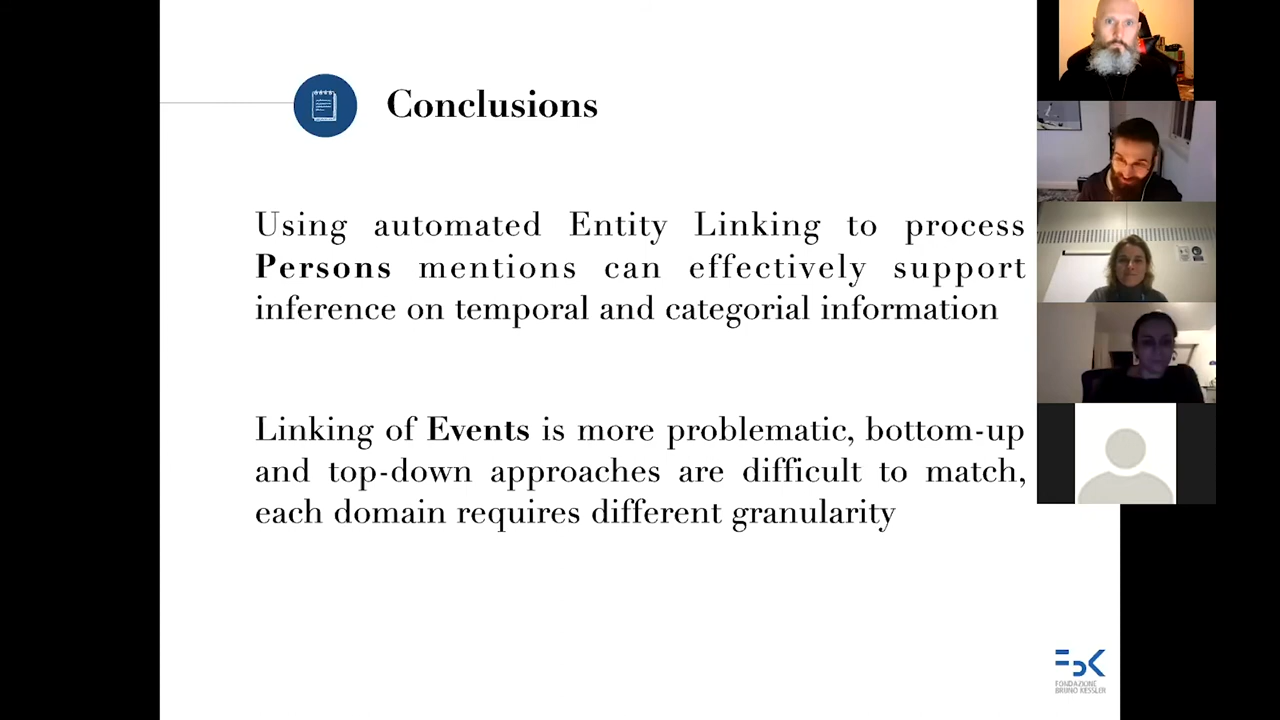 Conclusions
Using automated Entity Linking to process
Persons mentions can effectively support
inference on temporal and categorial information
Linking of Events is more problematic, bottom-up
and top-down approaches are difficult to match,
each domain requires different granularity
FBK
FONDAZIONE
BRUNO KESSLER